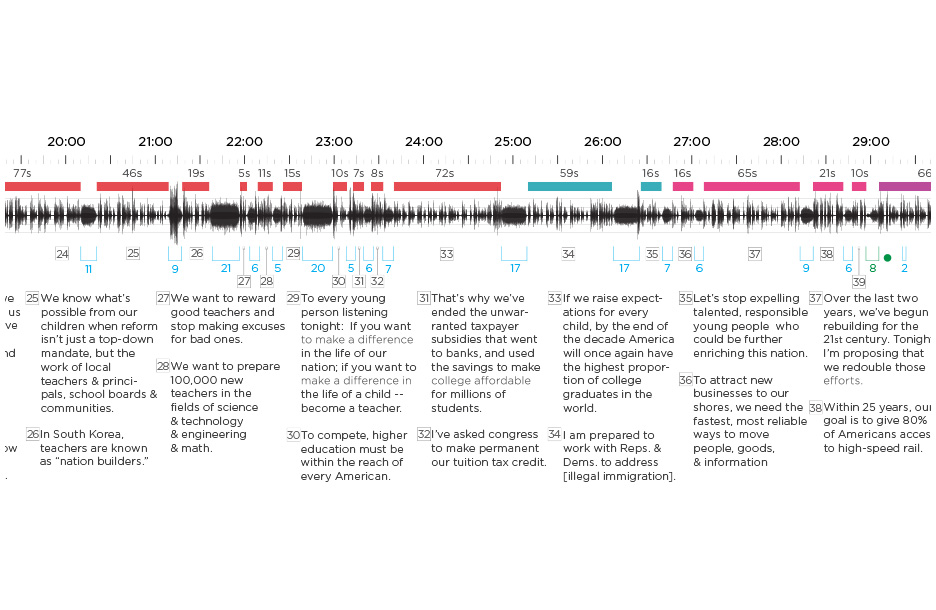 20:00 21:00 22:00 23:00 24:00 25:00 26:00 27:00 28:00 29:00
77s 46s 19s 5s 11s 15s 10s 7s 8s 72s 59s 16s 16s 65s 21s 10s 66
24 25 26 29 33 34 35 36 37 38
11 9 21 6 5 20 5 6 7 17 17 7 6 9 6 8 2
27 28 30 31 32 39
ve
us
ve
nd
ow
.
25 We know what's
possible from our
children when reform
isn't just a top-down
mandate, but the
work of local
teachers & princi-
pals, school boards &
communities.
26 In South Korea,
teachers are known
as “nation builders.”
27 We want to reward
good teachers and
stop making excuses
for bad ones.
28 We want to prepare
100,000 new
teachers in the
fields of science
& technology
& engineering
& math.
29 To every young
person listening
tonight: If you want
to make a difference
in the life of our
nation; if you want to
make a difference in
the life of a child --
become a teacher.
30 To compete, higher
education must be
within the reach of
every American.
31 That's why we've
ended the unwar-
ranted taxpayer
subsidies that went
to banks, and used
the savings to make
college affordable
for millions of
students.
32 I've asked congress
to make permanent
our tuition tax credit.
33 If we raise expect-
ations for every
child, by the end of
the decade America
will once again have
the highest propor-
tion of college
graduates in the
world.
34 I am prepared to
work with Reps. &
Dems. to address
[illegal immigration].
35 Let's stop expelling
talented, responsible
young people who
could be further
enriching this nation.
36 To attract new
businesses to our
shores, we need the
fastest, most reliable
ways to move
people, goods,
& information
37 Over the last two
years, we've begun
rebuilding for the
21st century. Tonigh
I'm proposing that
we redouble those
efforts.
38 Within 25 years, our
goal is to give 80%
of Americans acces
to high-speed rail.